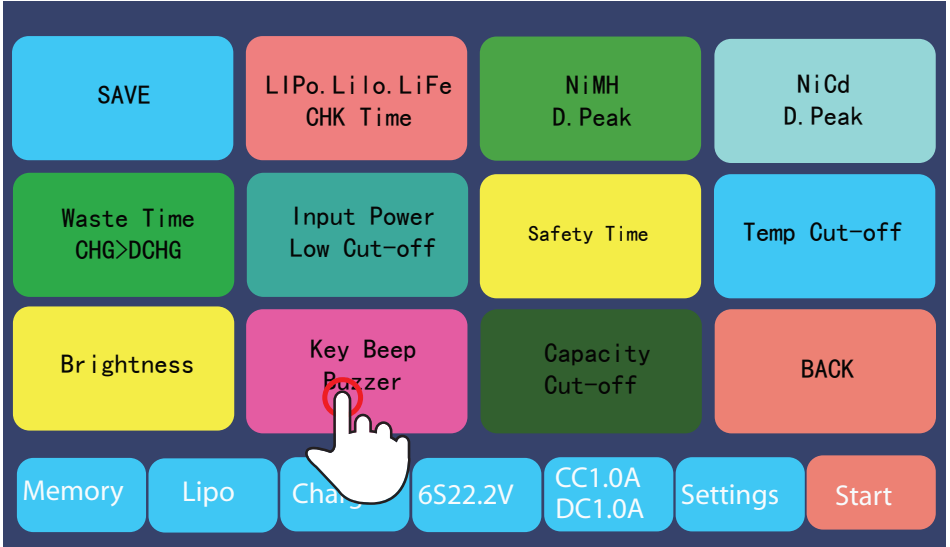 SAVE
LIPo.LiIo.LiFe
CHK Time
NiMH
D.Peak
NiCd
D.Peak
Waste Time
CHG>DCHG
Input Power
Low Cut-off
Safety Time
Temp Cut-off
Brightness
Key Beep
Buzzer
Capacity
Cut-off
BACK
Memory
Lipo
6S22.2V
CC1.0A
DC1.0A
Settings
Start